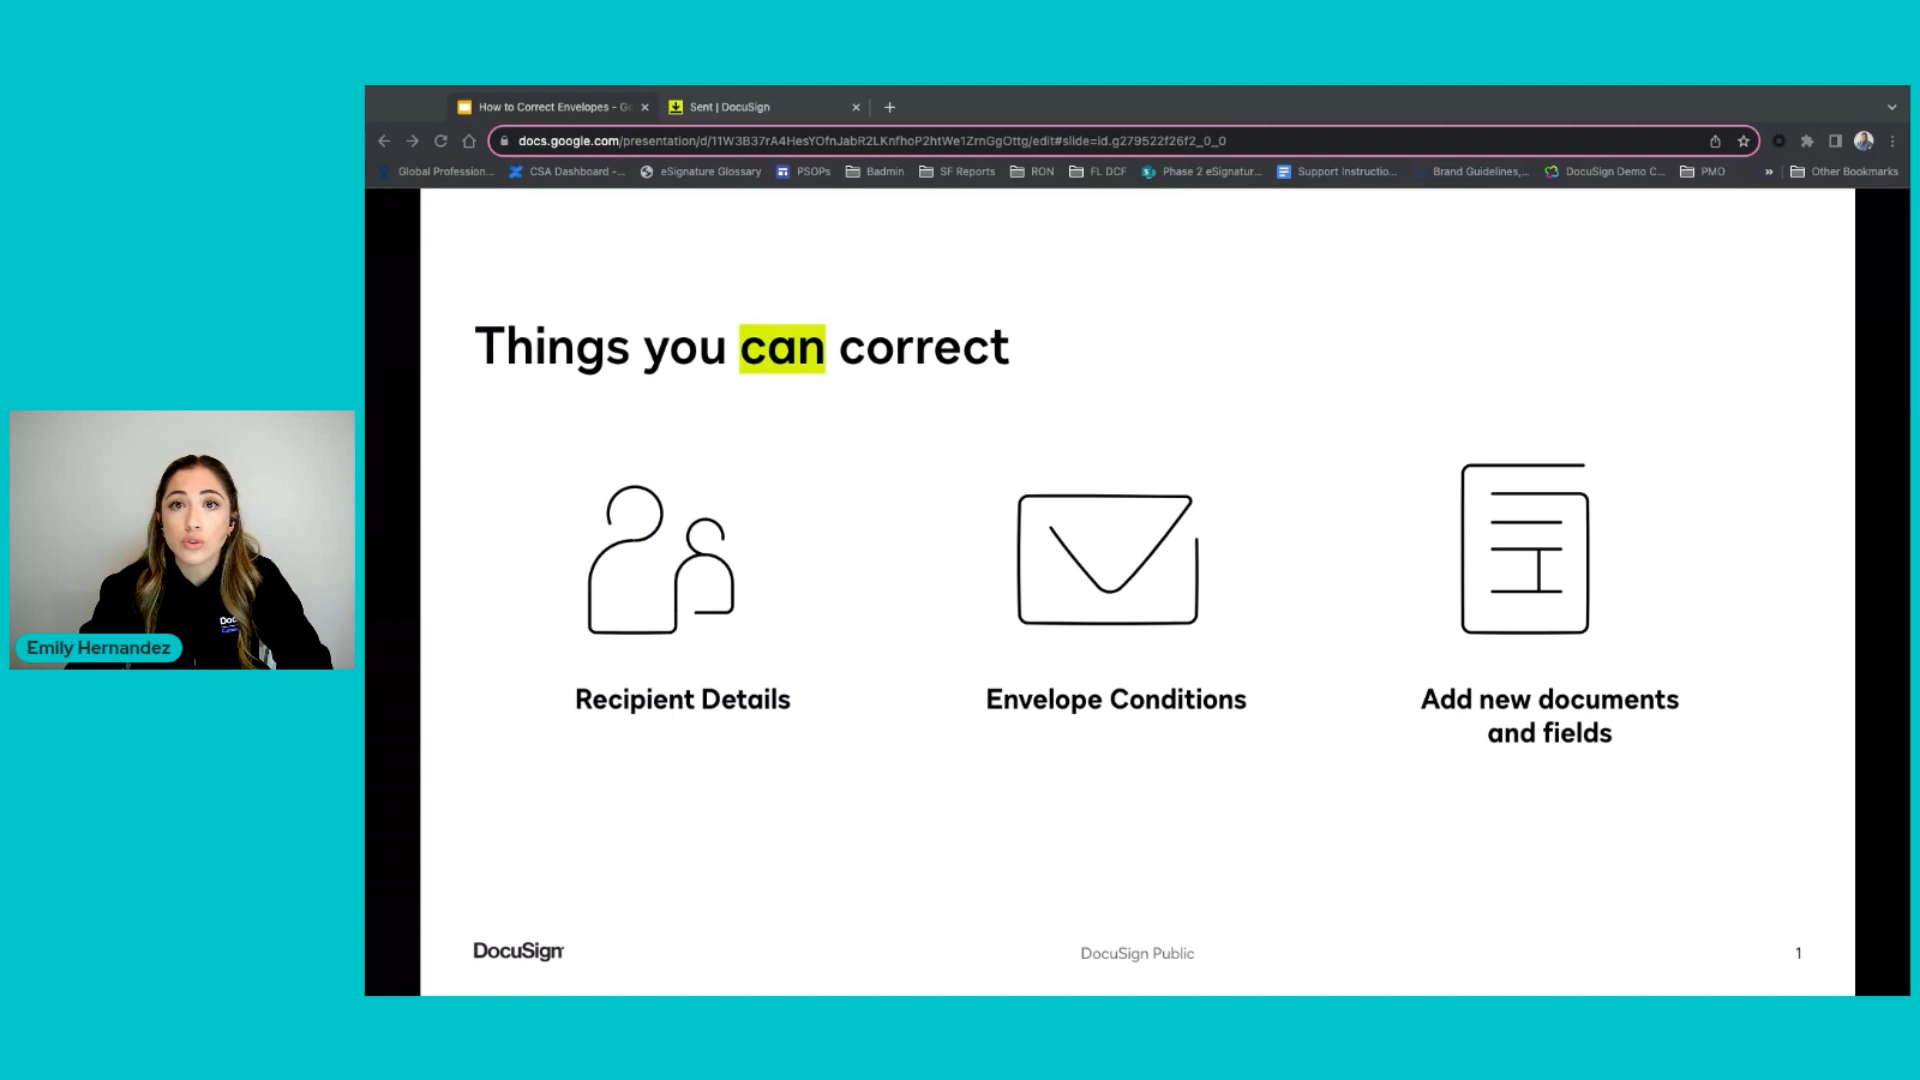 How to Correct Envelopes - Go
Sent | DocuSign
docs.google.com/presentation/d/11W3B37rA4HesYOfnJabR2LKnfhoP2htWe1ZrnGgOttg/edit#slide=id.g279522f26f2_0_0
Global Profession...
CSA Dashboard -...
eSignature Glossary
PSOPs
Badmin
SF Reports
RON
FL DCF
Phase 2 eSignatur...
Support Instructio...
Brand Guidelines,...
DocuSign Demo C...
PMO
»
Other Bookmarks
Things you can correct
Recipient Details
Envelope Conditions
Add new documents
and fields
Emily Hernandez
DocuSign
DocuSign Public
1